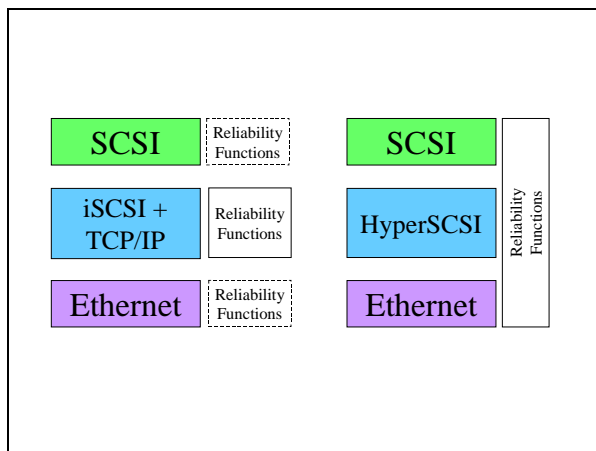 SCSI
Reliability
Functions
iSCSI +
TCP/IP
Reliability
Functions
Ethernet
Reliability
Functions
SCSI
HyperSCSI
Ethernet
Reliability
Functions